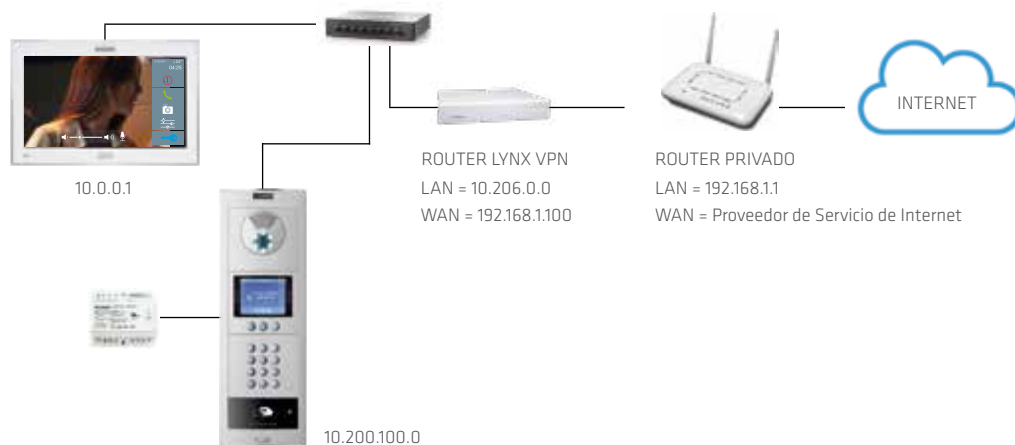 INTERNET
ROUTER LYNX VPN
LAN = 10.206.0.0
WAN = 192.168.1.100
ROUTER PRIVADO
LAN = 192.168.1.1
WAN = Proveedor de Servicio de Internet
10.0.0.1
10.200.100.0